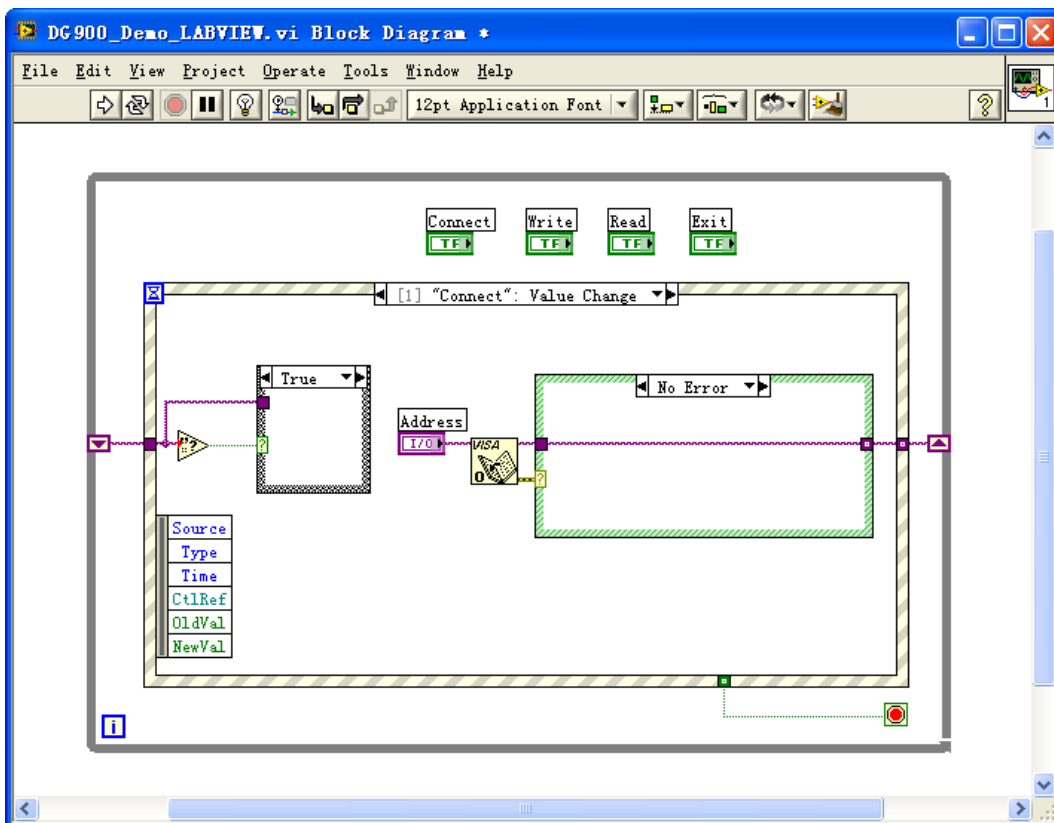 DG900_Demo_LABVIEW.vi Block Diagram *
File Edit View Project Operate Tools Window Help
12pt Application Font
?
1
Connect Write Read Exit
TF TF TF TF
[1] "Connect": Value Change
True
No Error
Address
I/O
"?
?
VISA
O
?
Source
Type
Time
CtlRef
OldVal
NewVal
i